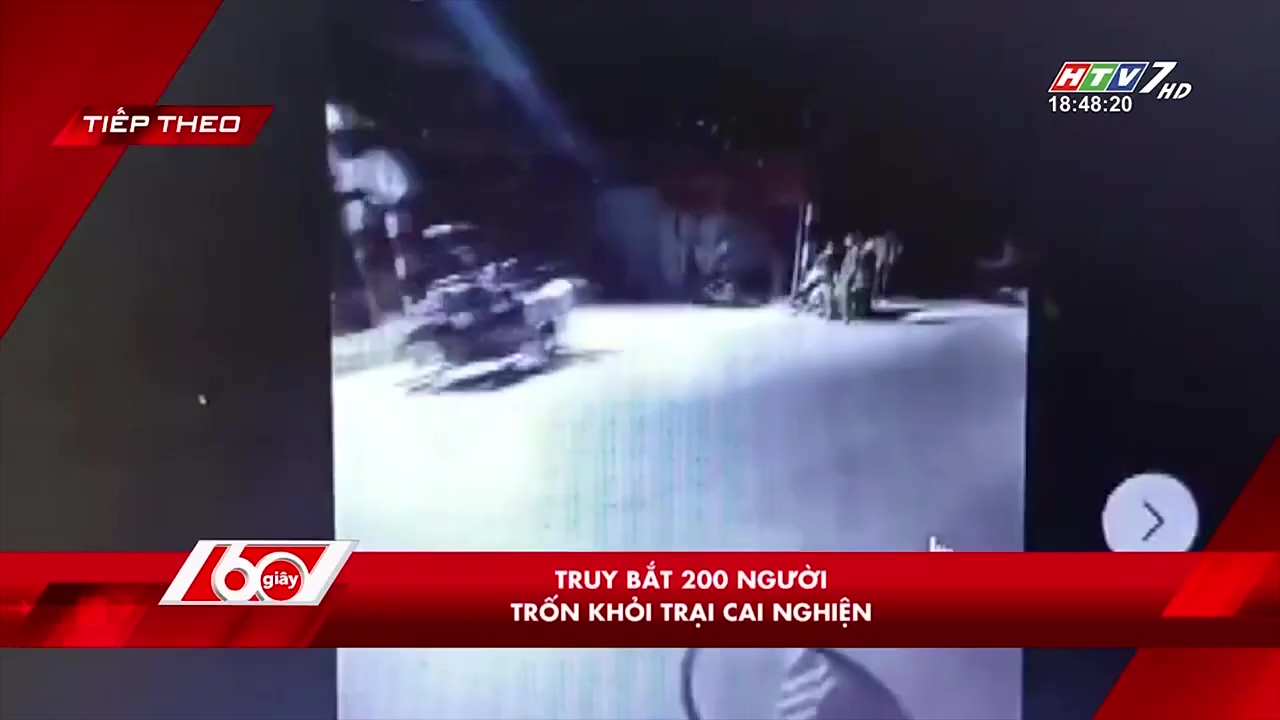 TIẾP THEO
HTV7 HD
18:48:20
60 giây
TRUY BẮT 200 NGƯỜI
TRỐN KHỎI TRẠI CAI NGHIỆN